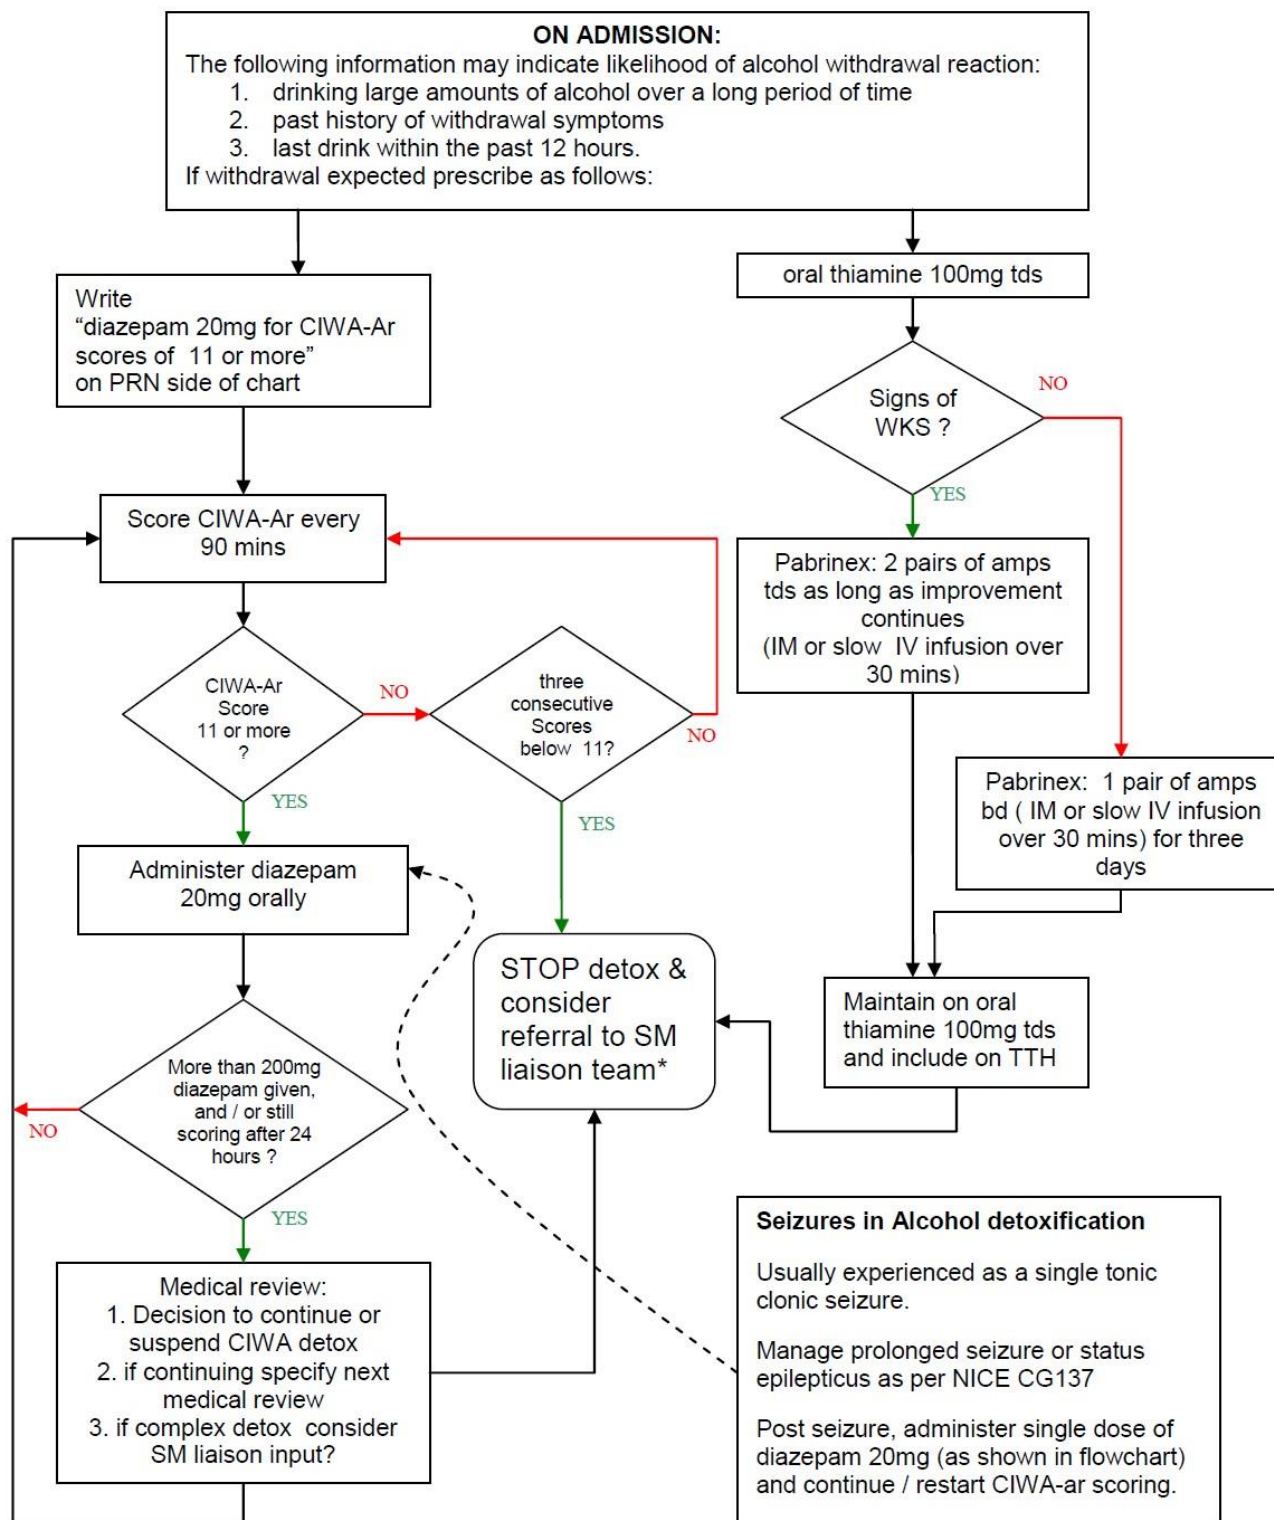 ON ADMISSION:
The following information may indicate likelihood of alcohol withdrawal reaction:
1. drinking large amounts of alcohol over a long period of time
2. past history of withdrawal symptoms
3. last drink within the past 12 hours.
If withdrawal expected prescribe as follows:
Write
“diazepam 20mg for CIWA-Ar
scores of 11 or more”
on PRN side of chart
oral thiamine 100mg tds
Signs of
WKS ?
NO
YES
Score CIWA-Ar every
90 mins
Pabrinex: 2 pairs of amps
tds as long as improvement
continues
(IM or slow IV infusion over
30 mins)
CIWA-Ar
Score
11 or more
?
NO
YES
three
consecutive
Scores
below 11?
NO
YES
Pabrinex: 1 pair of amps
bd ( IM or slow IV infusion
over 30 mins) for three
days
Administer diazepam
20mg orally
STOP detox &
consider
referral to SM
liaison team*
Maintain on oral
thiamine 100mg tds
and include on TTH
More than 200mg
diazepam given,
and / or still
scoring after 24
hours ?
NO
YES
Medical review:
1. Decision to continue or
suspend CIWA detox
2. if continuing specify next
medical review
3. if complex detox consider
SM liaison input?
Seizures in Alcohol detoxification
Usually experienced as a single tonic
clonic seizure.
Manage prolonged seizure or status
epilepticus as per NICE CG137
Post seizure, administer single dose of
diazepam 20mg (as shown in flowchart)
and continue / restart CIWA-ar scoring.